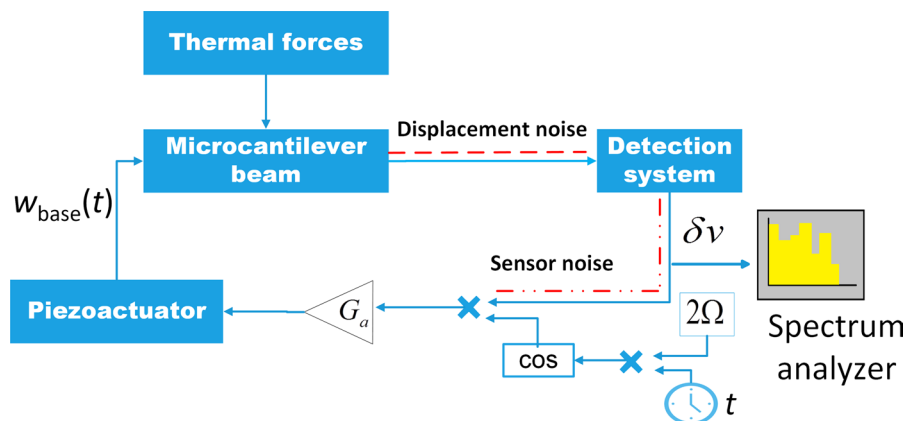 Thermal forces
Microcantilever
beam
Displacement noise
Detection
system
w_base(t)
δv
Sensor noise
Piezoactuator
G_a
2Ω
cos
t
Spectrum
analyzer